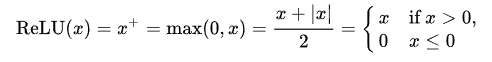 ReLU(x) = x⁺ = max(0, x) = (x + |x|)/2 = { x if x > 0, 0 x ≤ 0